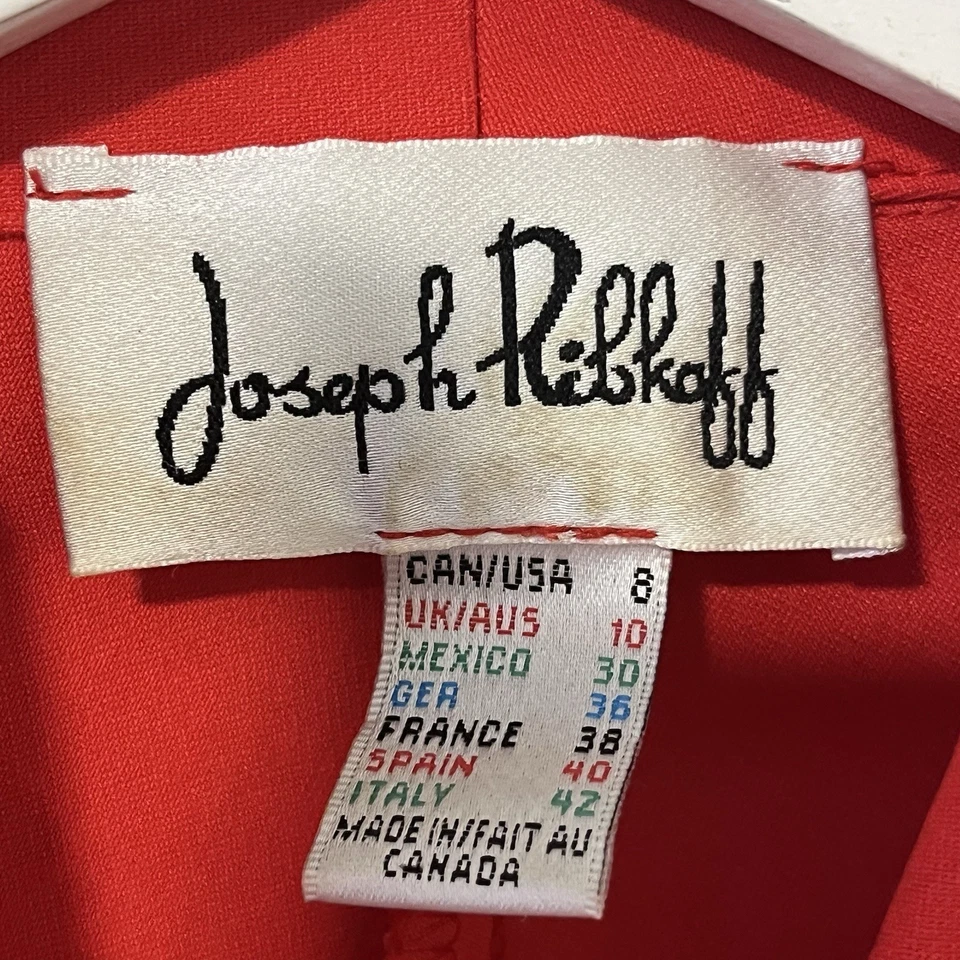 Joseph Ribkoff
CAN/USA 8
UK/AUS 10
MEXICO 30
GER 36
FRANCE 38
SPAIN 40
ITALY 42
MADE IN/FAIT AU
CANADA